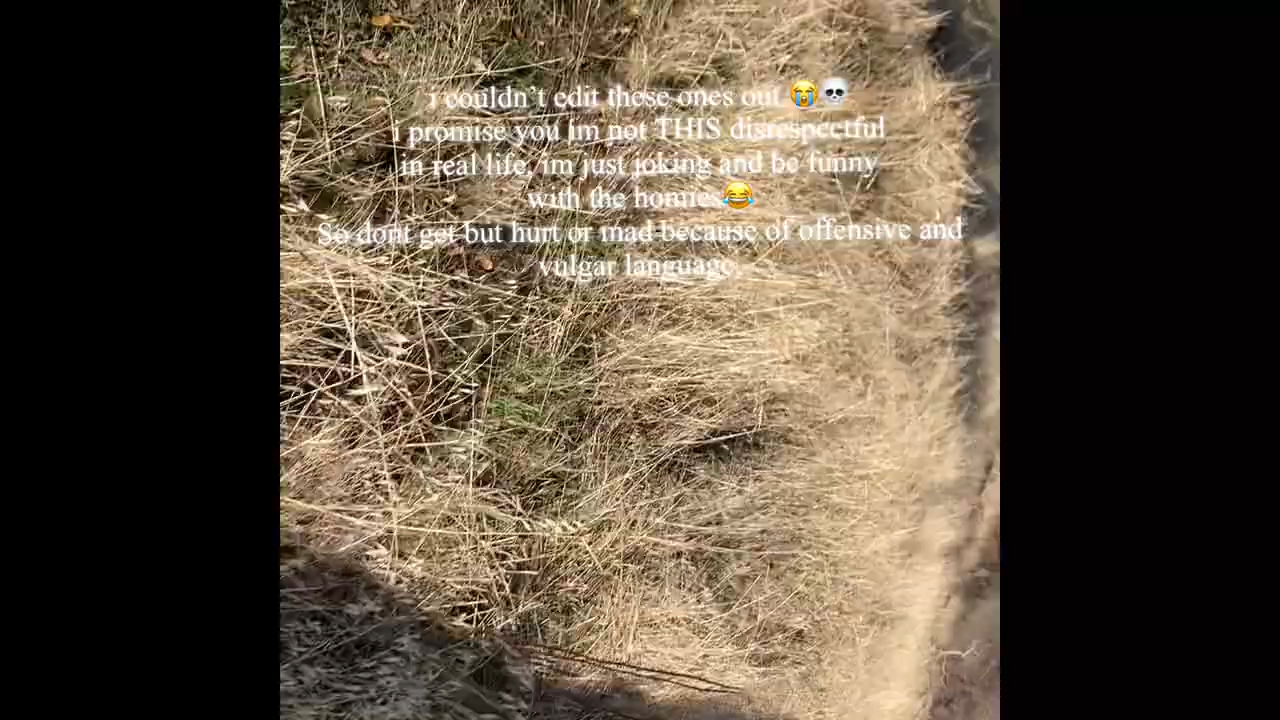 i couldn't edit these ones out 😭💀
i promise you im not THIS disrespectful
in real life, im just joking and be funny
with the homies😂
So dont get but hurt or mad because of offensive and
vulgar language.